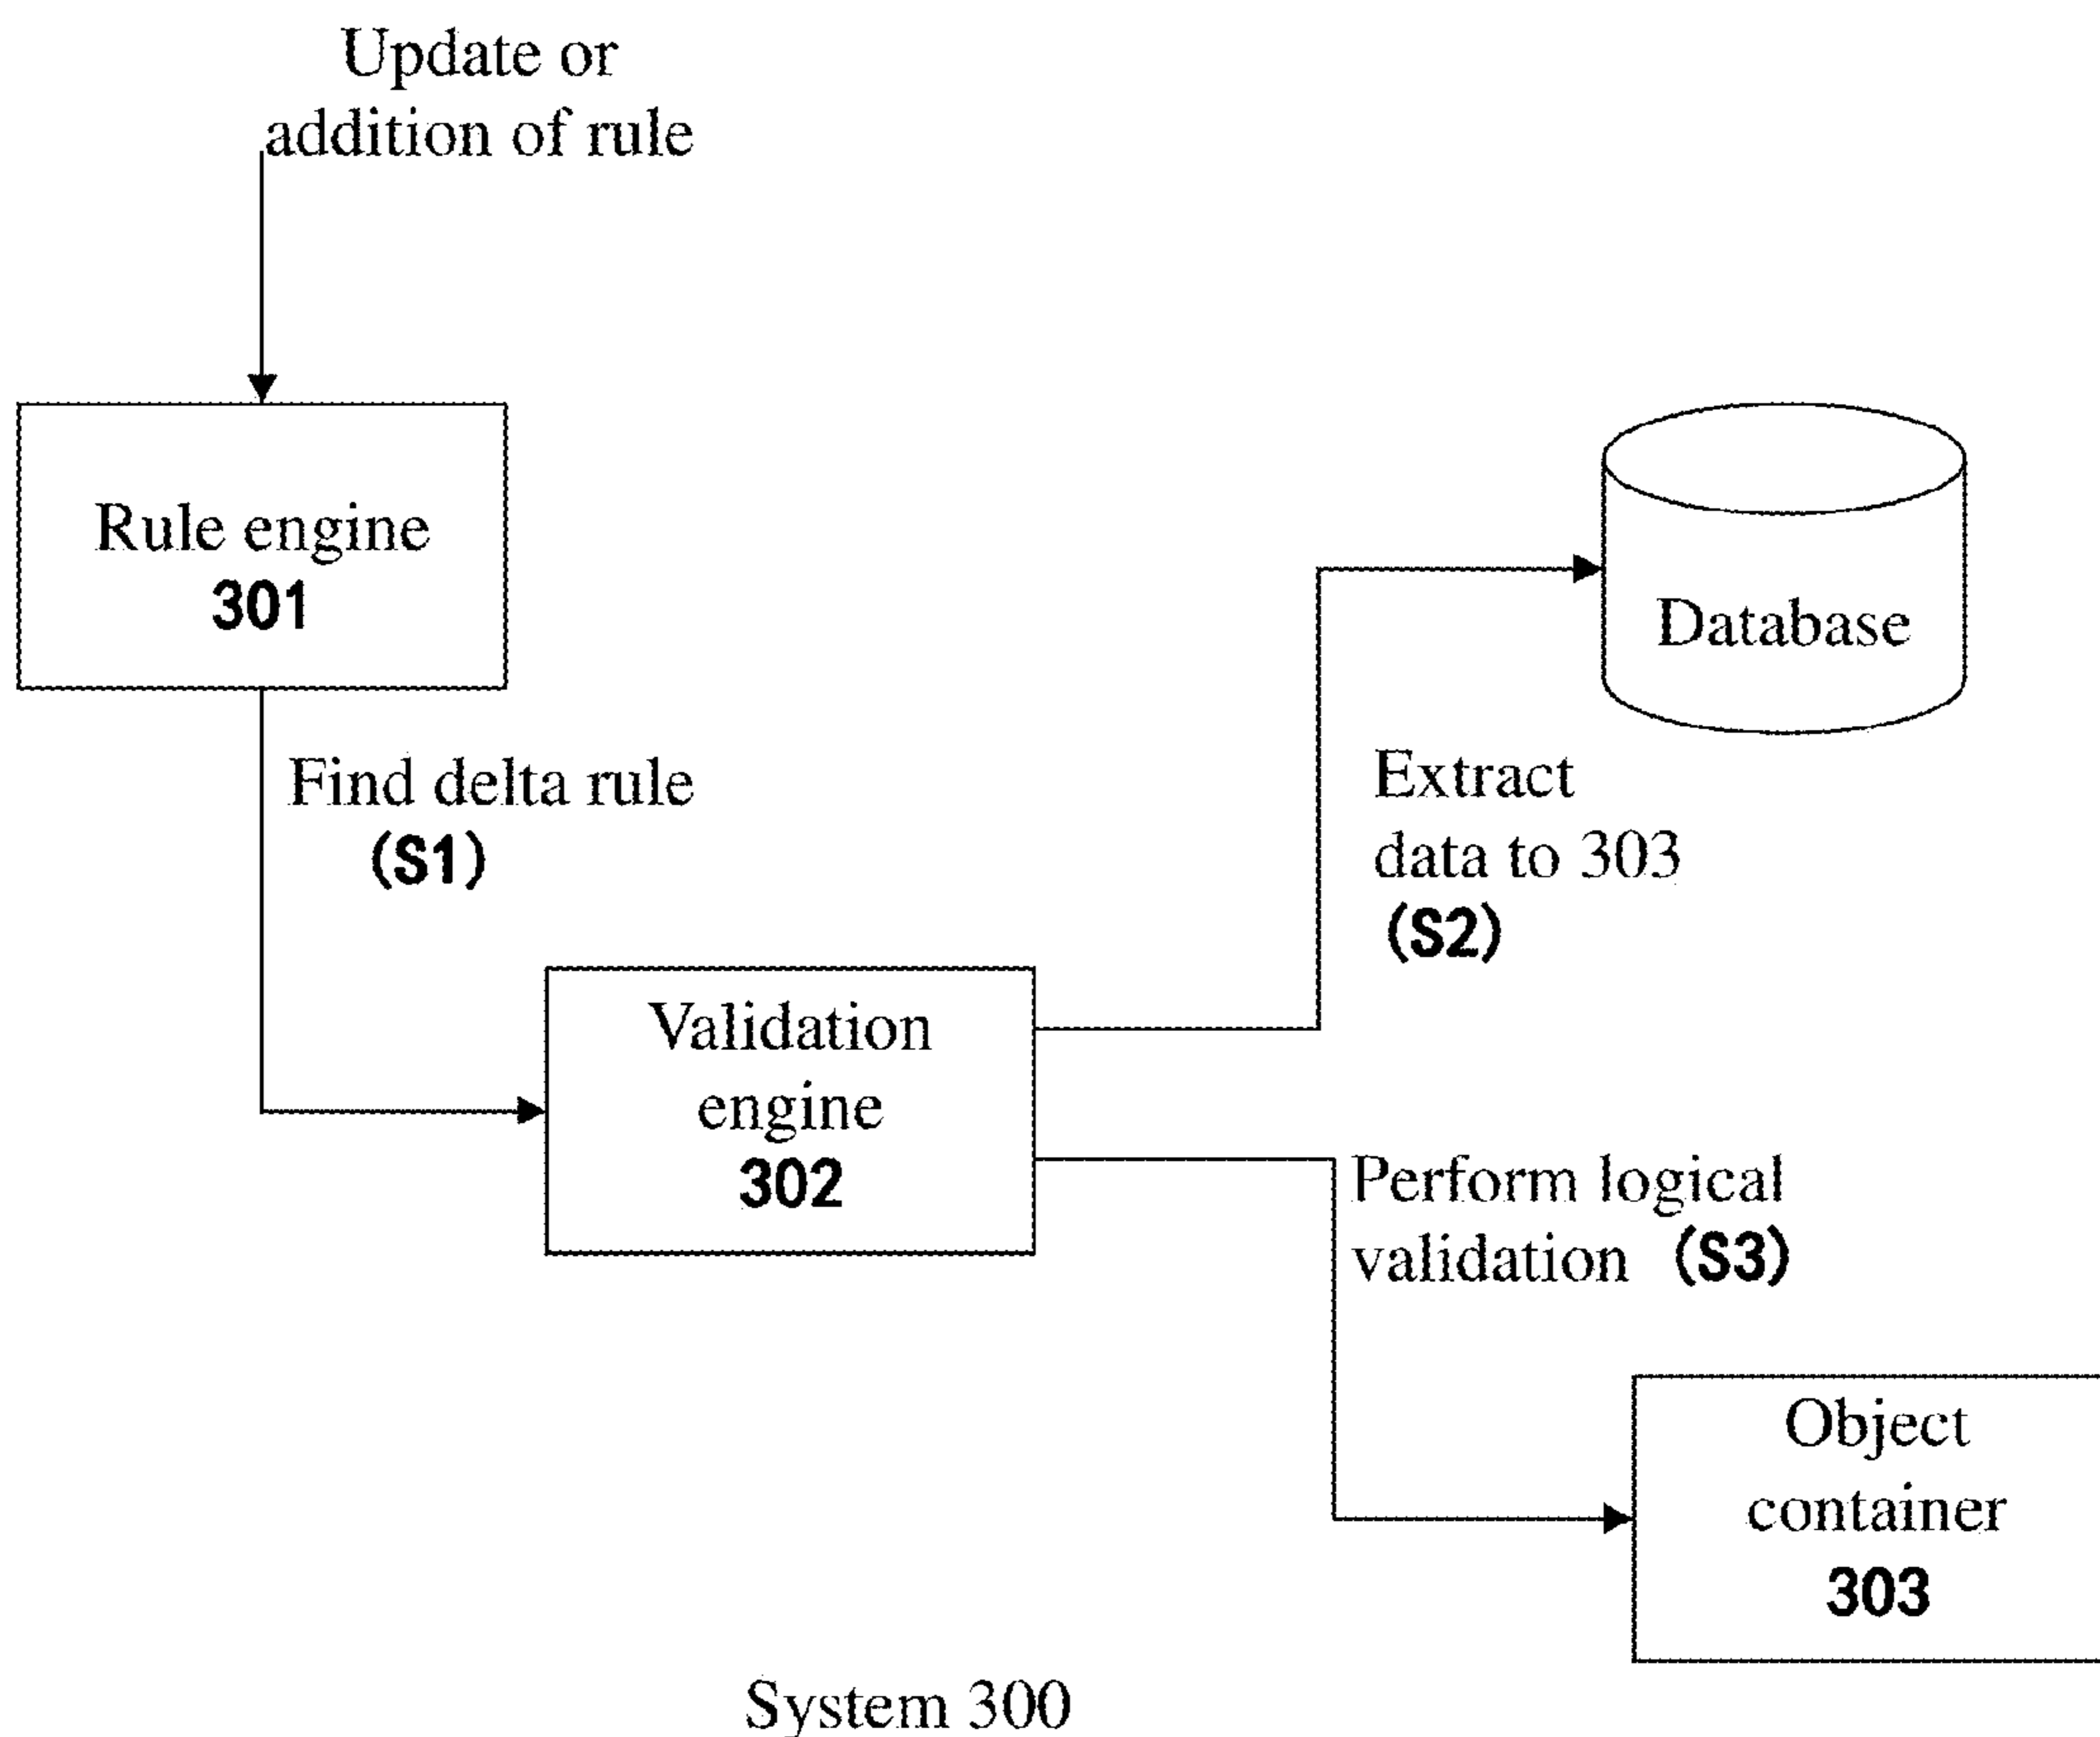 Update or
addition of rule
Rule engine
301
Find delta rule
(S1)
Database
Extract
data to 303
(S2)
Validation
engine
302
Perform logical
validation (S3)
Object
container
303
System 300